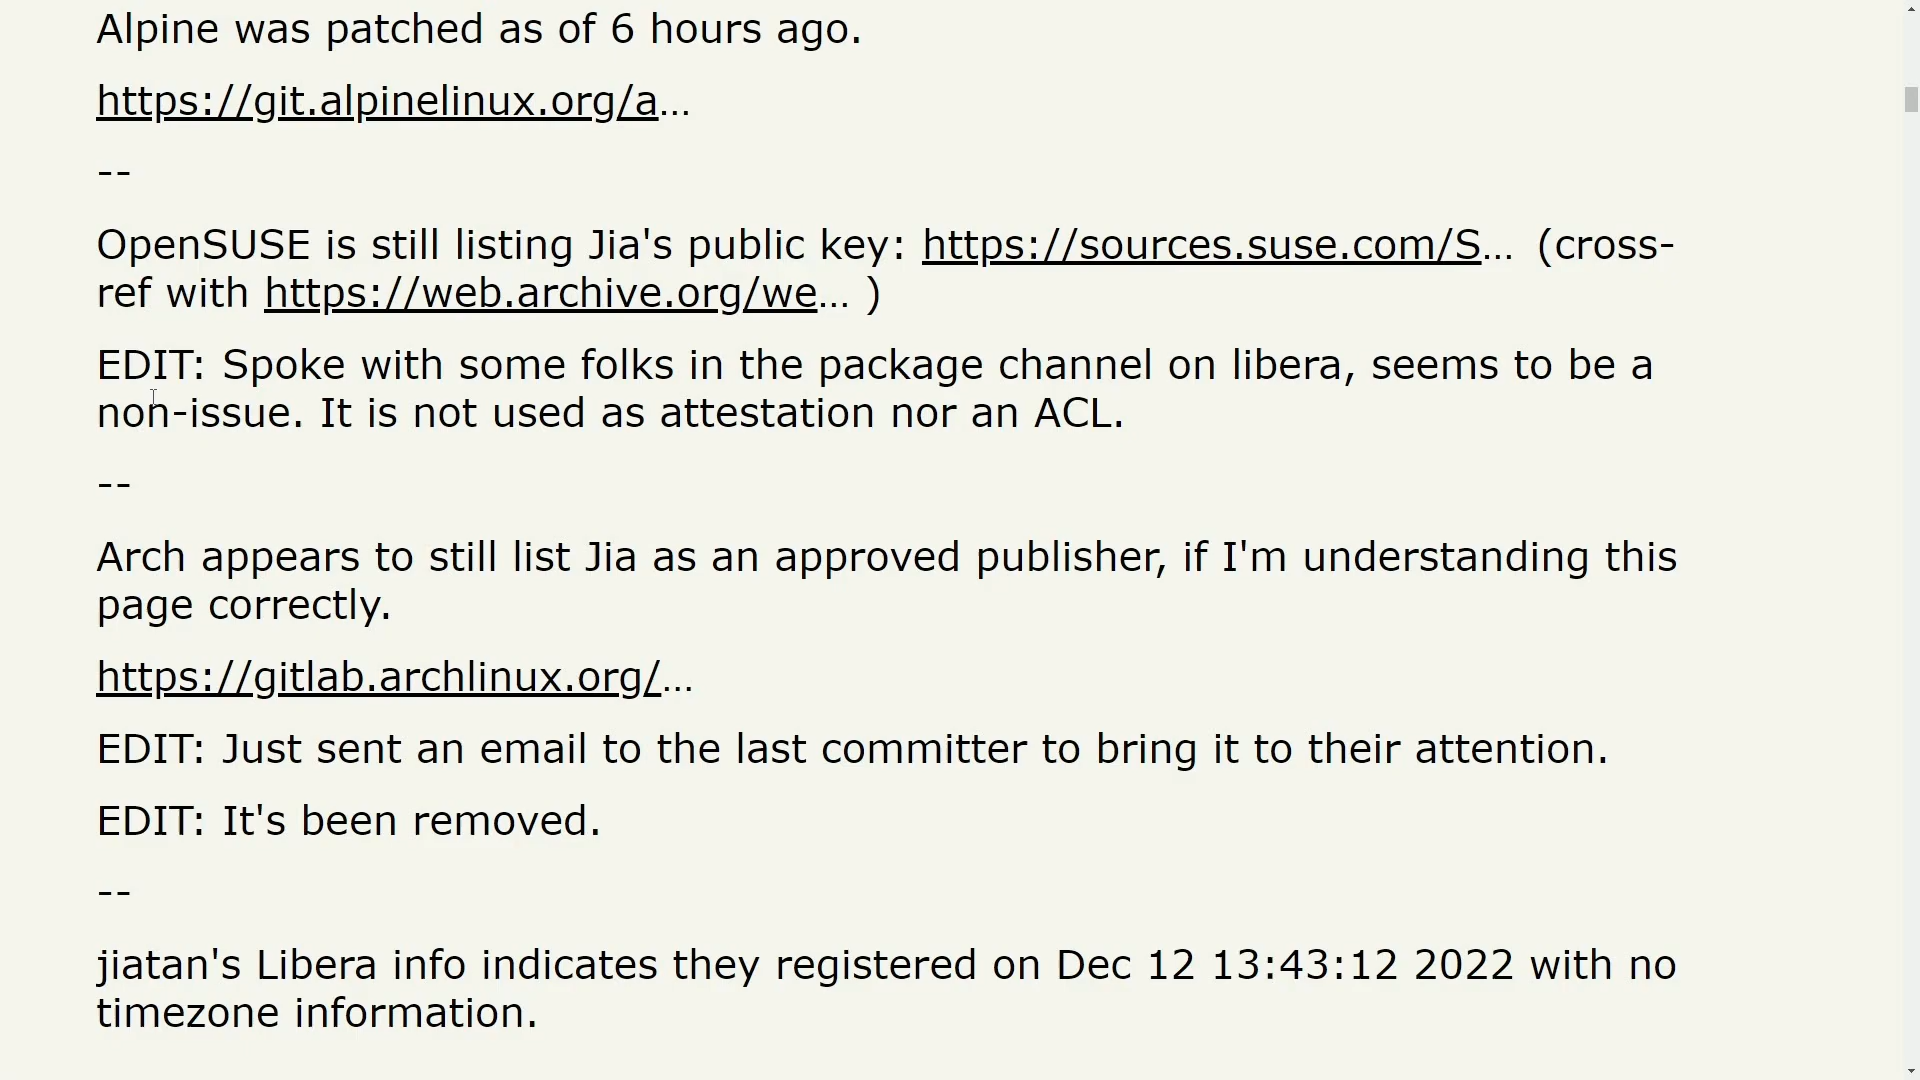 Alpine was patched as of 6 hours ago.
https://git.alpinelinux.org/a...
--
OpenSUSE is still listing Jia's public key: https://sources.suse.com/S... (cross-
ref with https://web.archive.org/we... )
EDIT: Spoke with some folks in the package channel on libera, seems to be a
non-issue. It is not used as attestation nor an ACL.
--
Arch appears to still list Jia as an approved publisher, if I'm understanding this
page correctly.
https://gitlab.archlinux.org/...
EDIT: Just sent an email to the last committer to bring it to their attention.
EDIT: It's been removed.
--
jiatan's Libera info indicates they registered on Dec 12 13:43:12 2022 with no
timezone information.